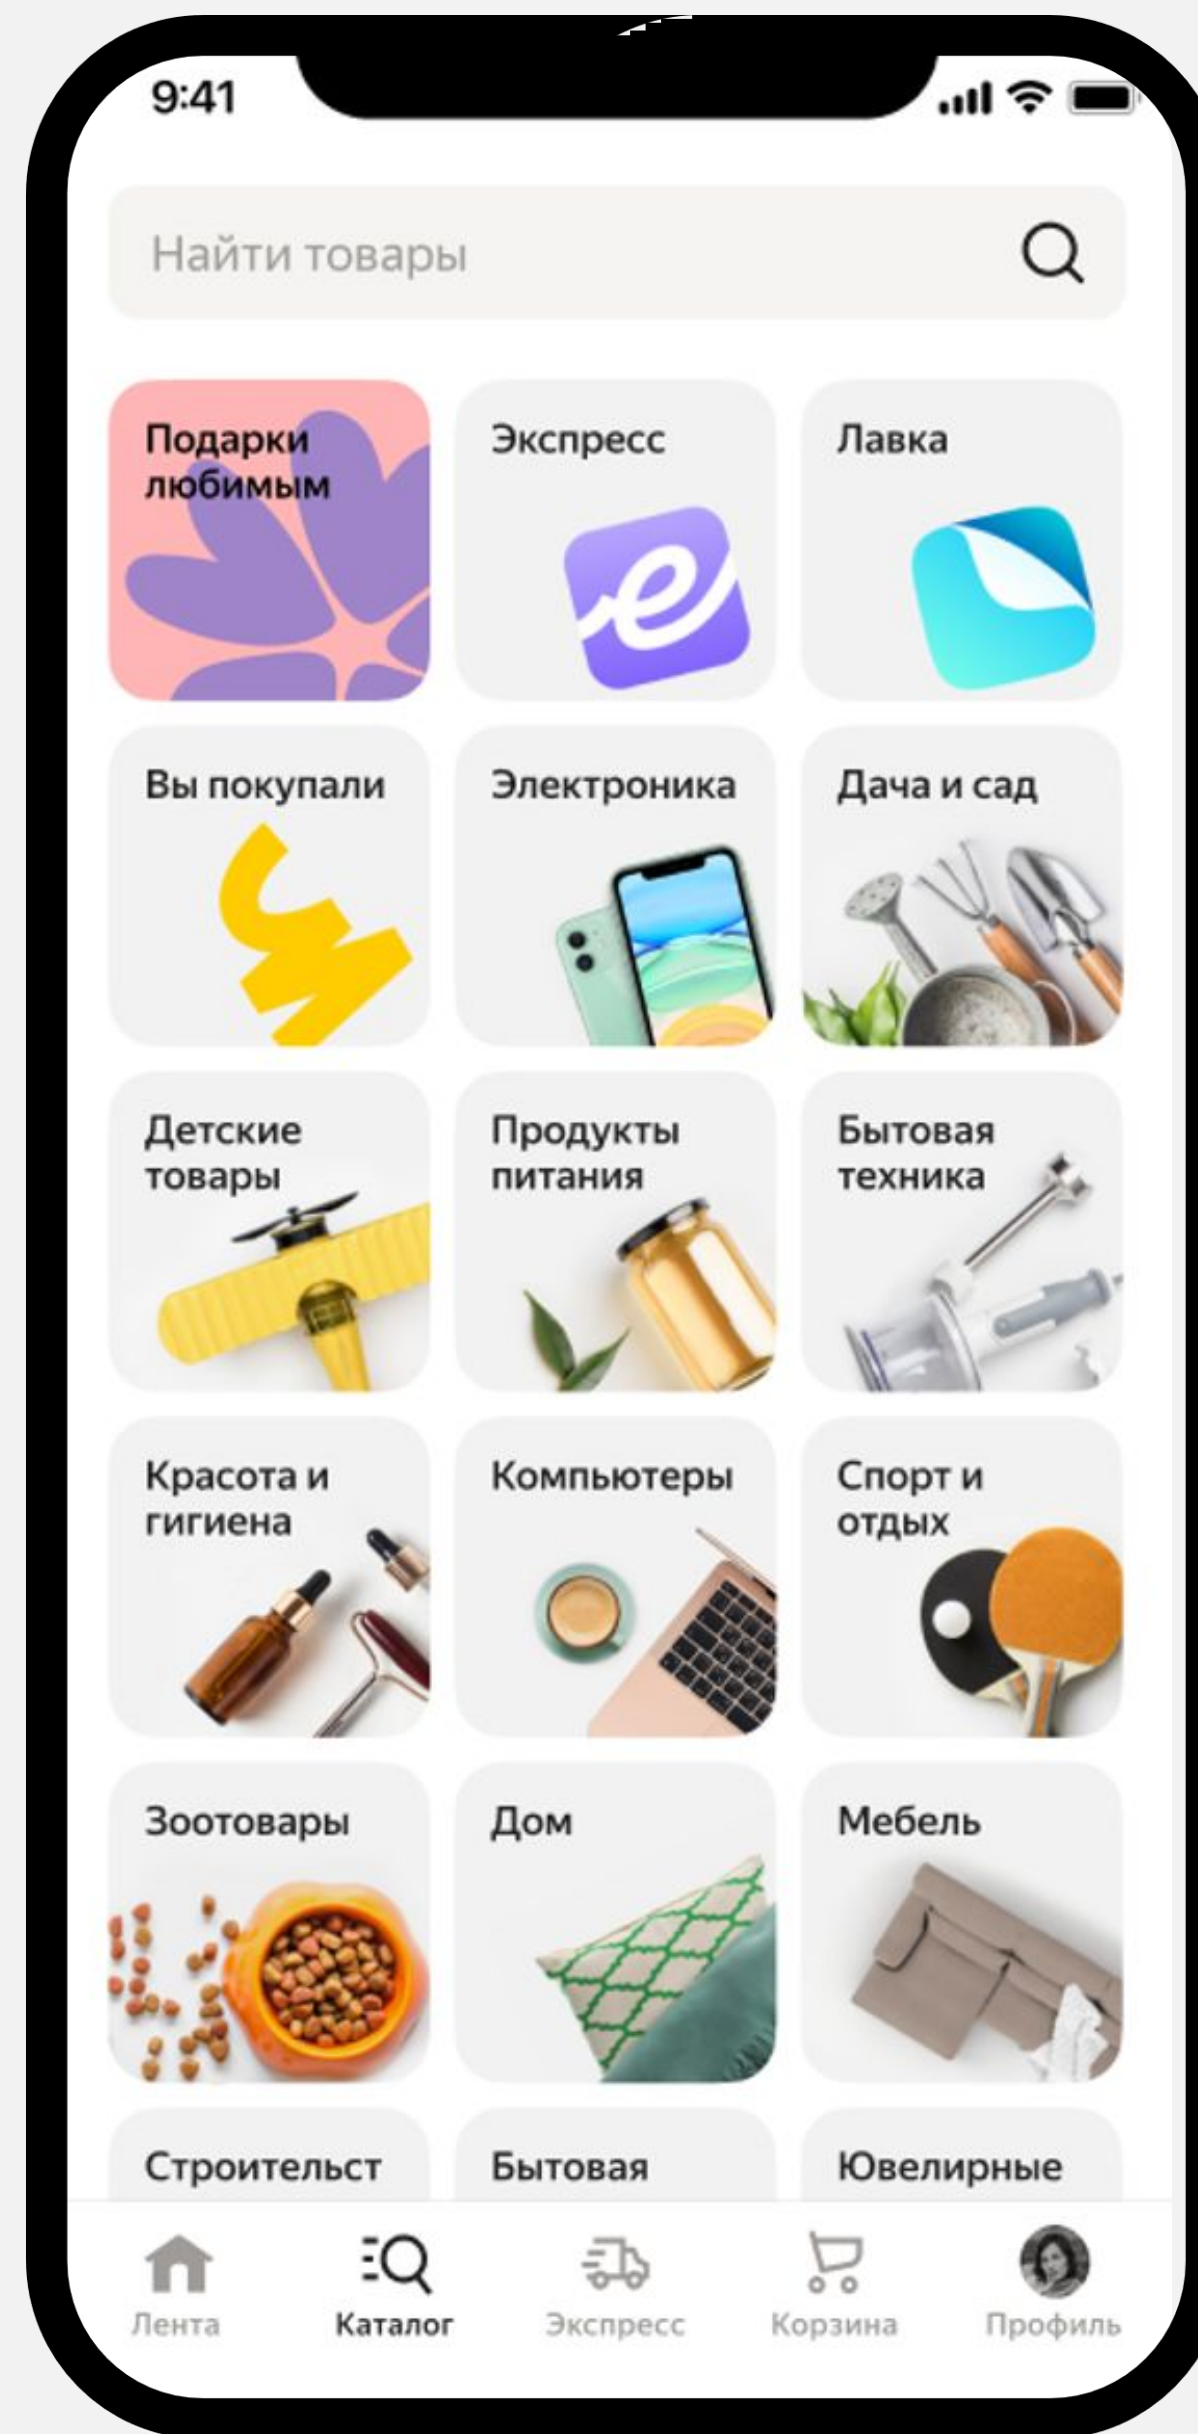 9:41
Найти товары
Подарки
любимым
Экспресс
Лавка
Вы покупали
Электроника
Дача и сад
Детские
товары
Продукты
питания
Бытовая
техника
Красота и
гигиена
Компьютеры
Спорт и
отдых
Зоотовары
Дом
Мебель
Строительст
Бытовая
Ювелирные
Лента
Каталог
Экспресс
Корзина
Профиль